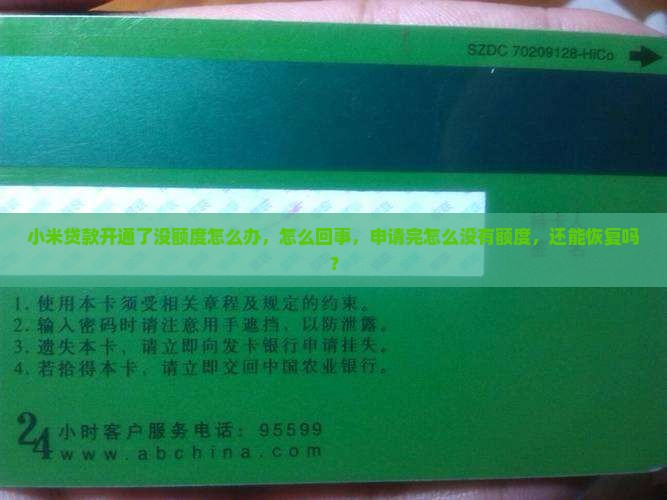 SZDC 70209128-HiCo
小米贷款开通了没额度怎么办，怎么回事，申请完怎么没有额度，还能恢复吗
？
1. 使用本卡须受相关章程及规定的约束。
2. 输入密码时请注意用手遮挡，以防泄露。
3. 遗失本卡，请立即向发卡银行申请挂失。
4. 若拾得本卡，请立即交回中国农业银行。
24小时客户服务电话：95599
www.abchina.com